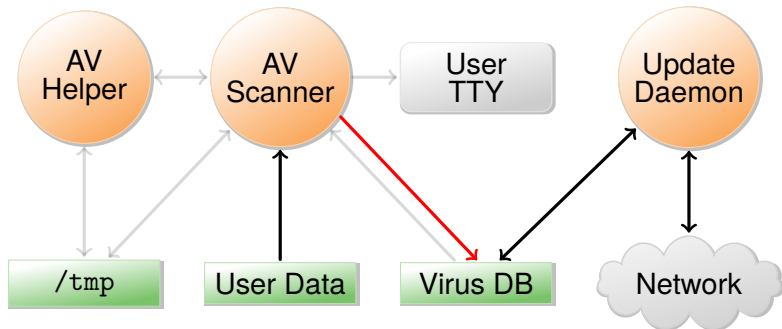 AV
Helper
AV
Scanner
User
TTY
Update
Daemon
/tmp
User Data
Virus DB
Network